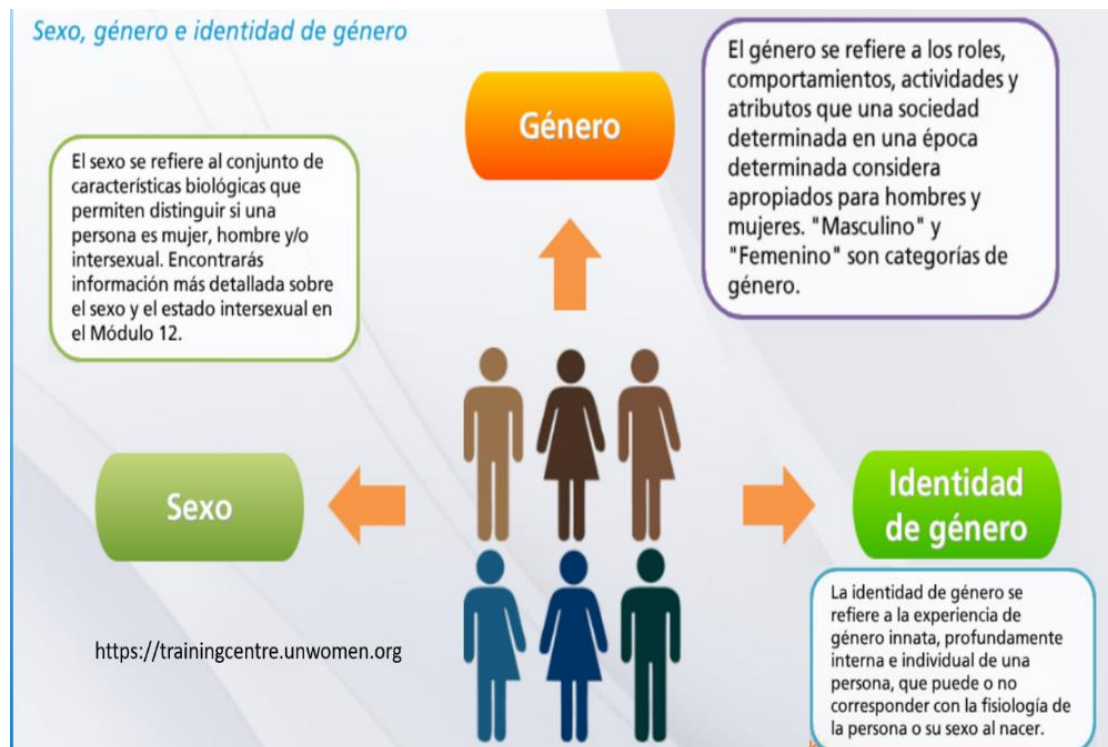 Sexo, género e identidad de género
Género
El género se refiere a los roles,
comportamientos, actividades y
atributos que una sociedad
determinada en una época
determinada considera
apropiados para hombres y
mujeres. "Masculino" y
"Femenino" son categorías de
género.
El sexo se refiere al conjunto de
características biológicas que
permiten distinguir si una
persona es mujer, hombre y/o
intersexual. Encontrarás
información más detallada sobre
el sexo y el estado intersexual en
el Módulo 12.
Sexo
Identidad
de género
La identidad de género se
refiere a la experiencia de
género innata, profundamente
interna e individual de una
persona, que puede o no
corresponder con la fisiología de
la persona o su sexo al nacer.
https://trainingcentre.unwomen.org